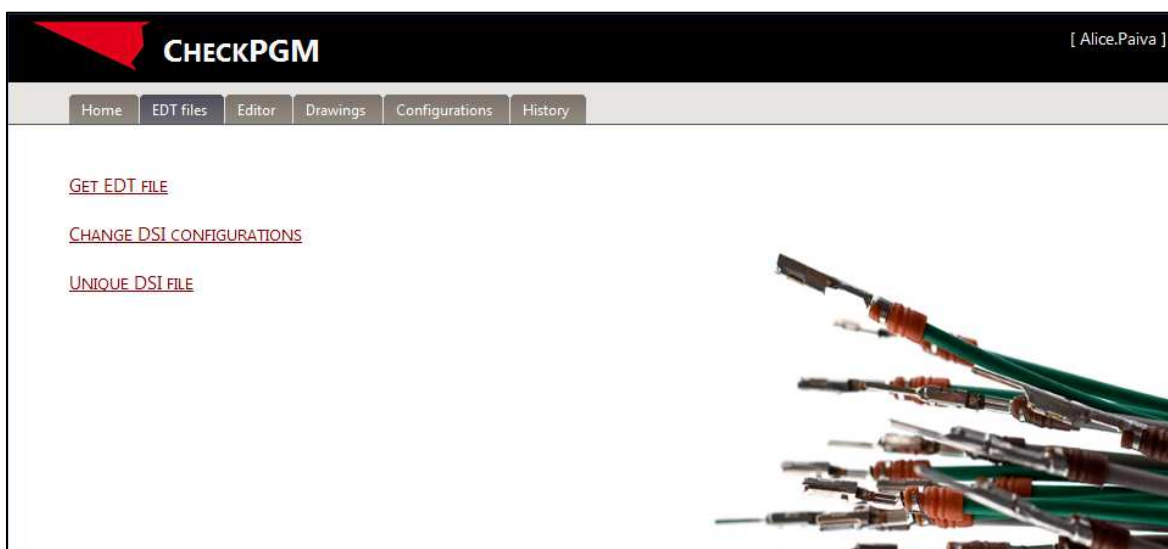 CHECKPGM
[ Alice.Paiva ]
Home EDT files Editor Drawings Configurations History
GET EDT FILE
CHANGE DSI CONFIGURATIONS
UNIQUE DSI FILE